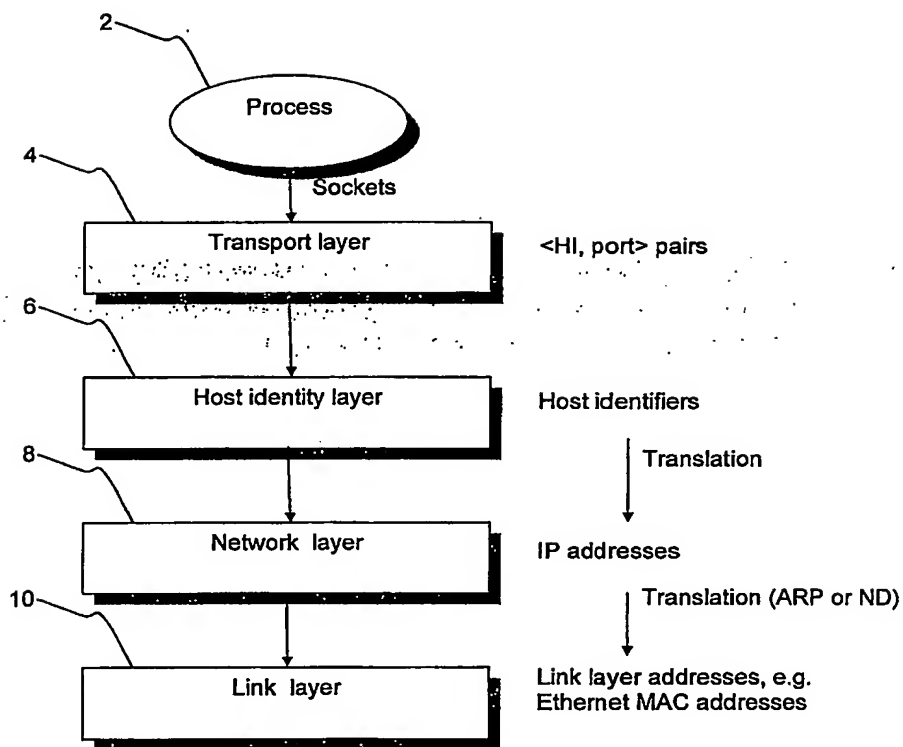 2
Process
4
Sockets
Transport layer
<HI, port> pairs
6
Host identity layer
Host identifiers
8
Translation
Network layer
IP addresses
10
Translation (ARP or ND)
Link layer
Link layer addresses, e.g.
Ethernet MAC addresses